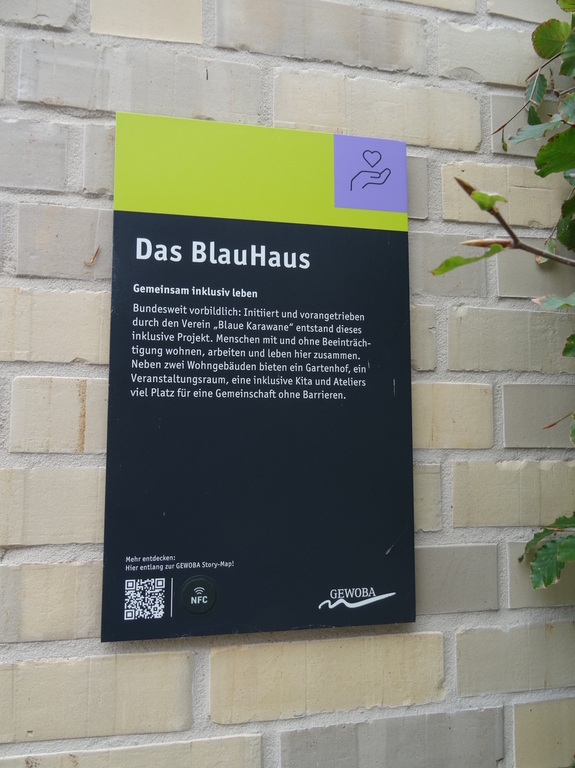 Das BlauHaus
Gemeinsam inklusiv leben
Bundesweit vorbildlich: Initiiert und vorangetrieben
durch den Verein „Blaue Karawane“ entstand dieses
inklusive Projekt. Menschen mit und ohne Beeinträch-
tigung wohnen, arbeiten und leben hier zusammen.
Neben zwei Wohngebäuden bieten ein Gartenhof, ein
Veranstaltungsraum, eine inklusive Kita und Ateliers
viel Platz für eine Gemeinschaft ohne Barrieren.
Mehr entdecken:
Hier entlang zur GEWOBA Story-Map!
NFC
GEWOBA